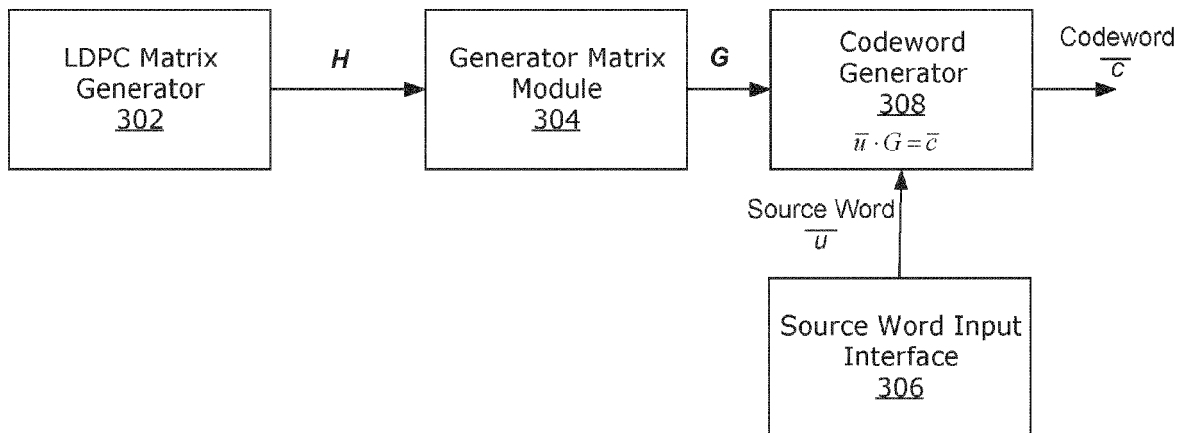 LDPC Matrix
Generator
302
H
Generator Matrix
Module
304
G
Codeword
Generator
308
u̅ · G = c̅
Codeword
c̅
Source Word
u̅
Source Word Input
Interface
306